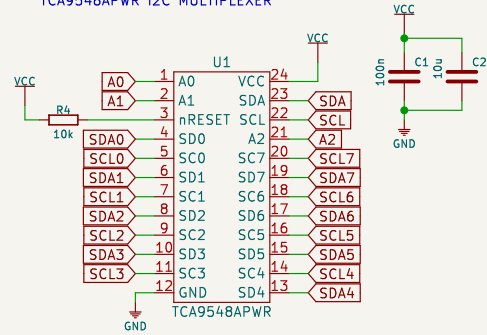 TCA9548APWR I2C MULTIPLEXER
VCC
VCC
VCC
U1
A0 1 A0 VCC 24
A1 2 A1 SDA 23 SDA
R4 3 nRESET SCL 22 SCL
10k
SDA0 4 SD0 A2 21 A2
SCL0 5 SC0 SC7 20 SCL7
SDA1 6 SD1 SD7 19 SDA7
SCL1 7 SC1 SC6 18 SCL6
SDA2 8 SD2 SD6 17 SDA6
SCL2 9 SC2 SC5 16 SCL5
SDA3 10 SD3 SD5 15 SDA5
SCL3 11 SC3 SC4 14 SCL4
12 GND SD4 13 SDA4
TCA9548APWR
GND
100n C1
10u C2
GND